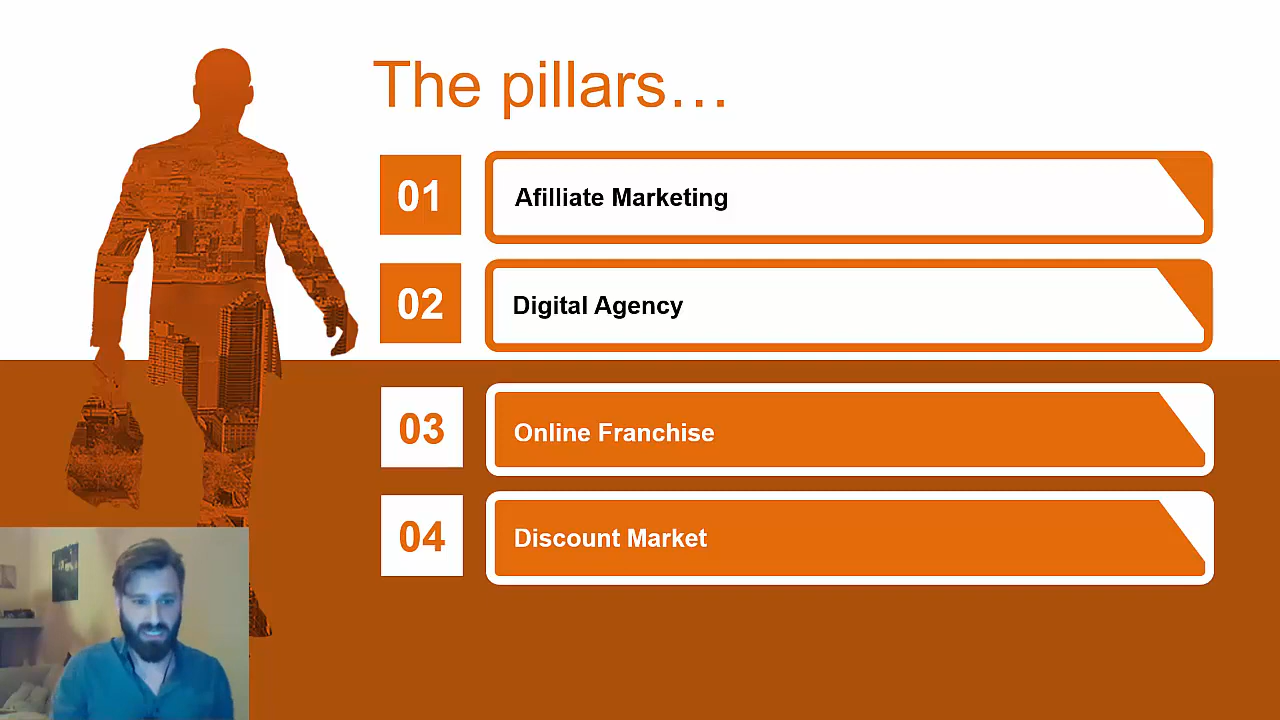 The pillars…
01
Afilliate Marketing
02
Digital Agency
03
Online Franchise
04
Discount Market